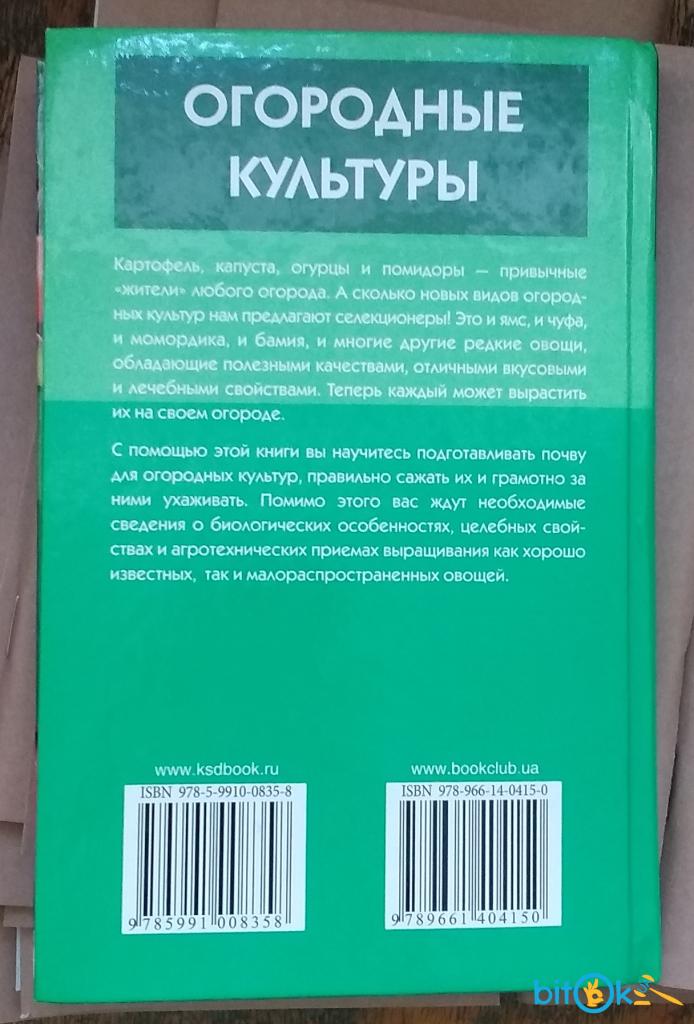 ОГОРОДНЫЕ
КУЛЬТУРЫ
Картофель, капуста, огурцы и помидоры — привычные
«жители» любого огорода. А сколько новых видов огород-
ных культур нам предлагают селекционеры! Это и ямс, и чуфа,
и момордика, и бамия, и многие другие редкие овощи,
обладающие полезными качествами, отличными вкусовыми
и лечебными свойствами. Теперь каждый может вырастить
их на своем огороде.
С помощью этой книги вы научитесь подготавливать почву
для огородных культур, правильно сажать их и грамотно за
ними ухаживать. Помимо этого вас ждут необходимые
сведения о биологических особенностях, целебных свой-
ствах и агротехнических приемах выращивания как хорошо
известных, так и малораспространенных овощей.
www.ksdbook.ru
ISBN 978-5-9910-0835-8
9 785991 008358
www.bookclub.ua
ISBN 978-966-14-0415-0
9 789661 404150
bitOk